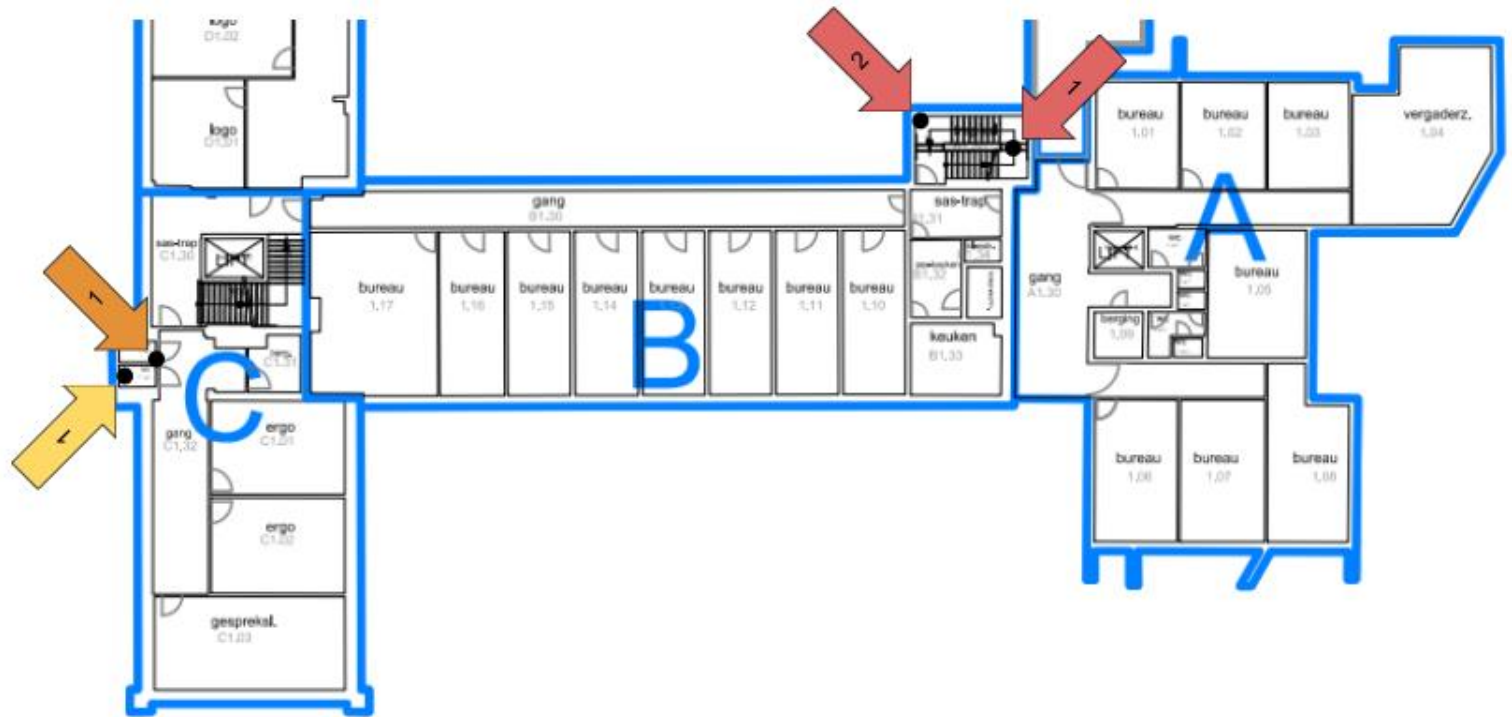 logo
D1.02
logo
D1.01
2
1
bureau
1.01
bureau
1.02
bureau
1.03
vergaderz.
1.04
A
gang
B1.30
sas-trap
sas-trap
C1.30
LIFT
bureau
1.17
bureau
1.16
bureau
1.15
bureau
1.14
bureau
bureau
1.12
bureau
1.11
bureau
1.10
B
B1.32
keuken
B1.33
gang
A1.30
LIFT
WC
bureau
1.05
berging
1.09
1
1
C
C1.31
gang
C1.32
ergo
C1.01
ergo
C1.02
gespreksl.
C1.03
bureau
1.06
bureau
1.07
bureau
1.08